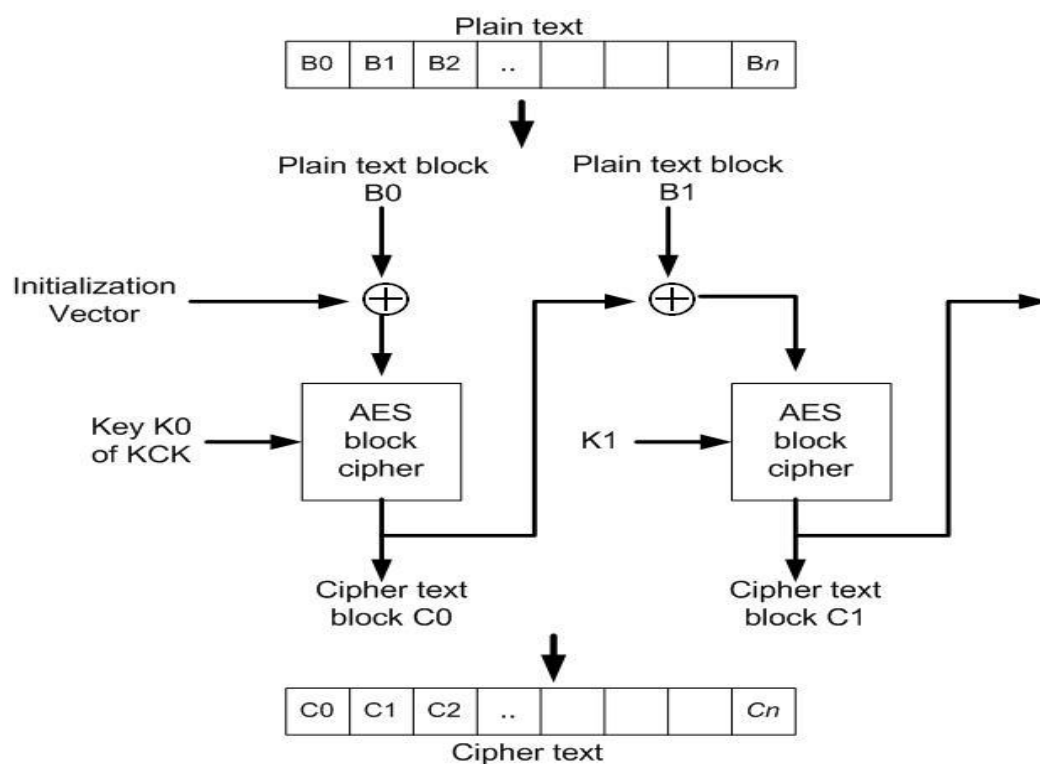 Plain text
B0 B1 B2 .. Bn
Plain text block
B0
Plain text block
B1
Initialization
Vector
Key K0
of KCK
AES
block
cipher
K1
AES
block
cipher
Cipher text
block C0
Cipher text
block C1
C0 C1 C2 .. Cn
Cipher text